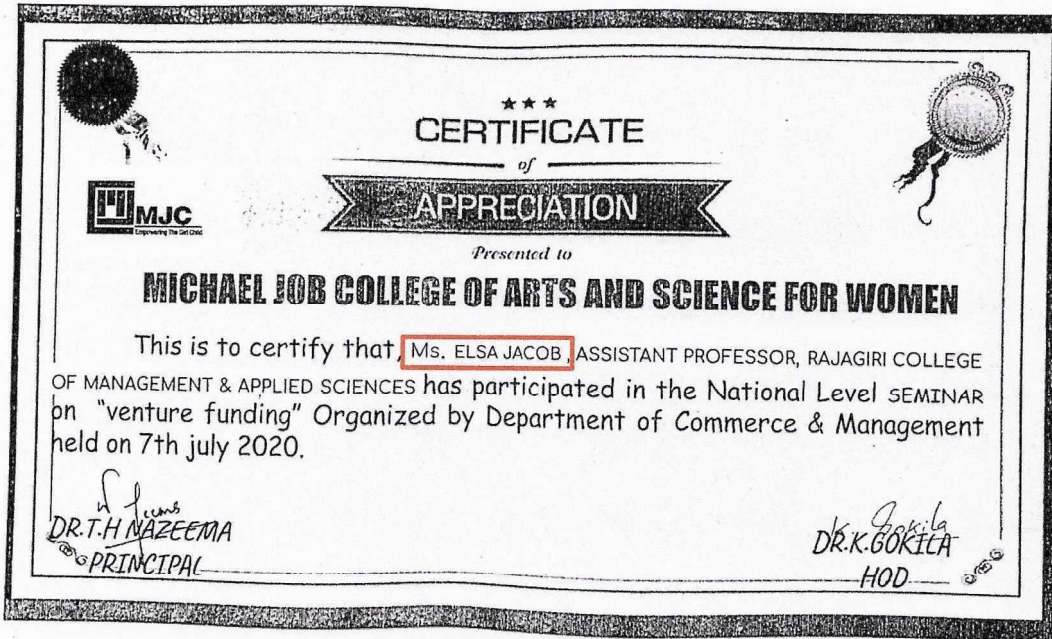 ★★★
CERTIFICATE
of
APPRECIATION
MJC
Empowering The Girl Child
Presented to
MICHAEL JOB COLLEGE OF ARTS AND SCIENCE FOR WOMEN
This is to certify that, Ms. ELSA JACOB, ASSISTANT PROFESSOR, RAJAGIRI COLLEGE
OF MANAGEMENT & APPLIED SCIENCES has participated in the National Level SEMINAR
on "venture funding" Organized by Department of Commerce & Management
held on 7th july 2020.
DR.T.H NAZEEMA
PRINCIPAL
K. Gokila
DR.K.GOKILA
HOD